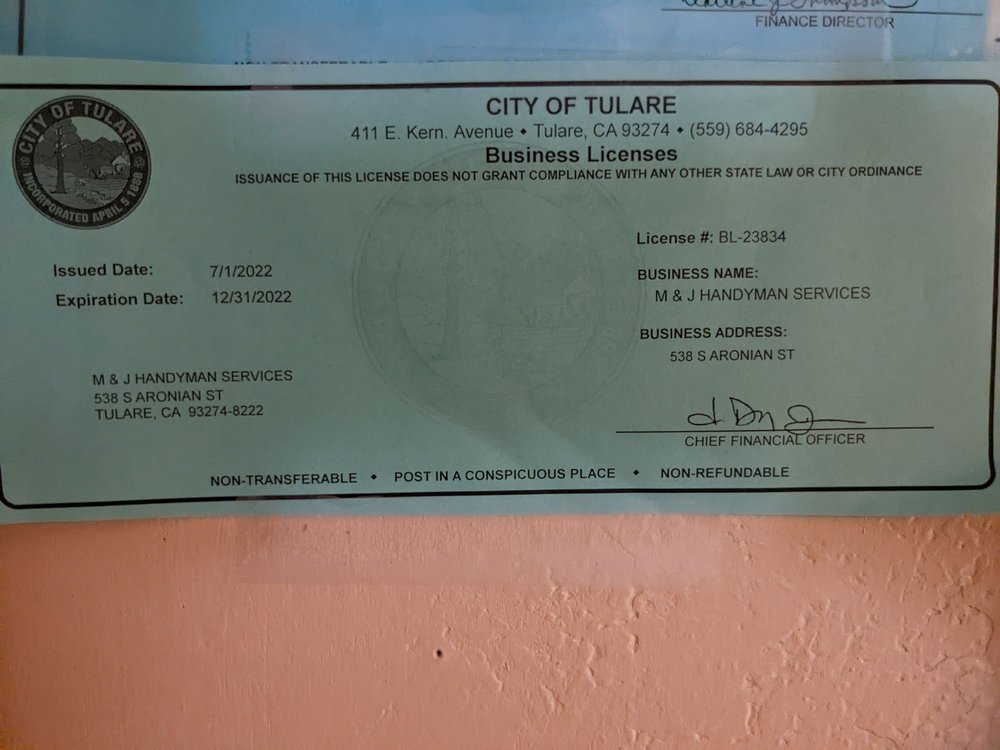 FINANCE DIRECTOR
CITY OF TULARE
INCORPORATED APRIL 5 1888
CITY OF TULARE
411 E. Kern. Avenue • Tulare, CA 93274 • (559) 684-4295
Business Licenses
ISSUANCE OF THIS LICENSE DOES NOT GRANT COMPLIANCE WITH ANY OTHER STATE LAW OR CITY ORDINANCE
License #: BL-23834
Issued Date: 7/1/2022
Expiration Date: 12/31/2022
BUSINESS NAME:
M & J HANDYMAN SERVICES
BUSINESS ADDRESS:
538 S ARONIAN ST
M & J HANDYMAN SERVICES
538 S ARONIAN ST
TULARE, CA 93274-8222
CHIEF FINANCIAL OFFICER
NON-TRANSFERABLE • POST IN A CONSPICUOUS PLACE • NON-REFUNDABLE